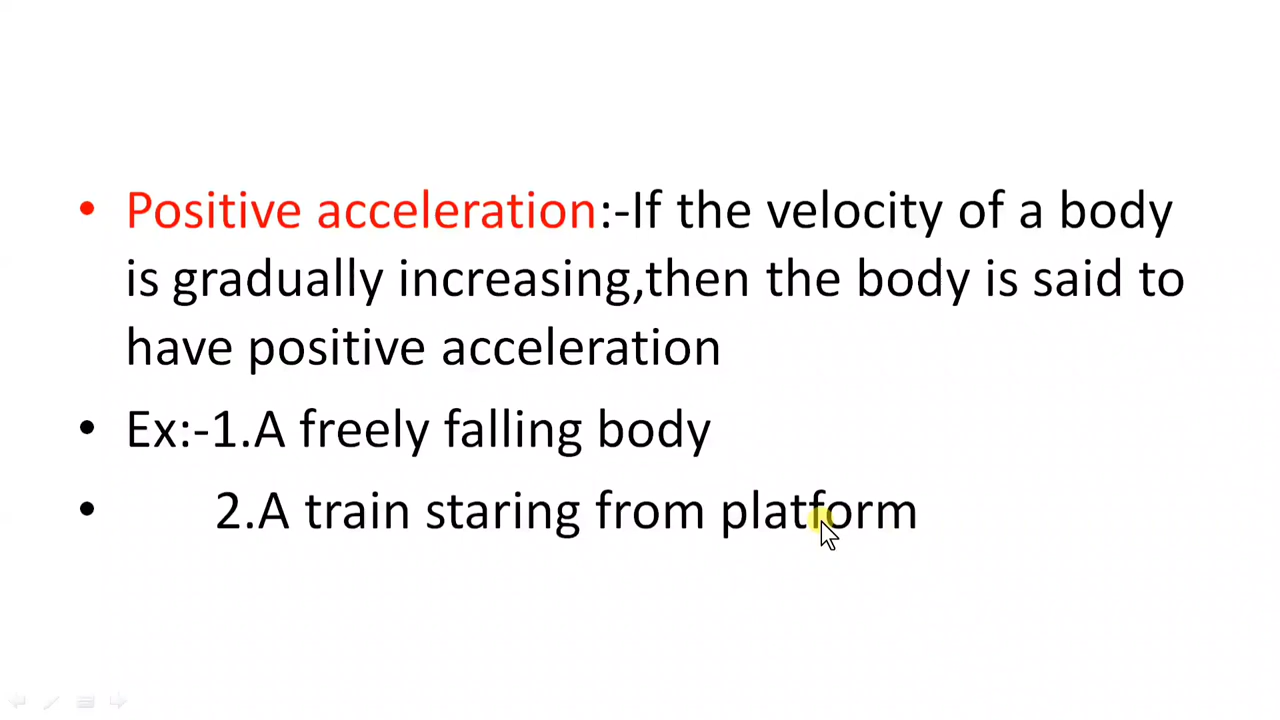 • Positive acceleration:-If the velocity of a body
is gradually increasing,then the body is said to
have positive acceleration
• Ex:-1.A freely falling body
• 2.A train staring from platform